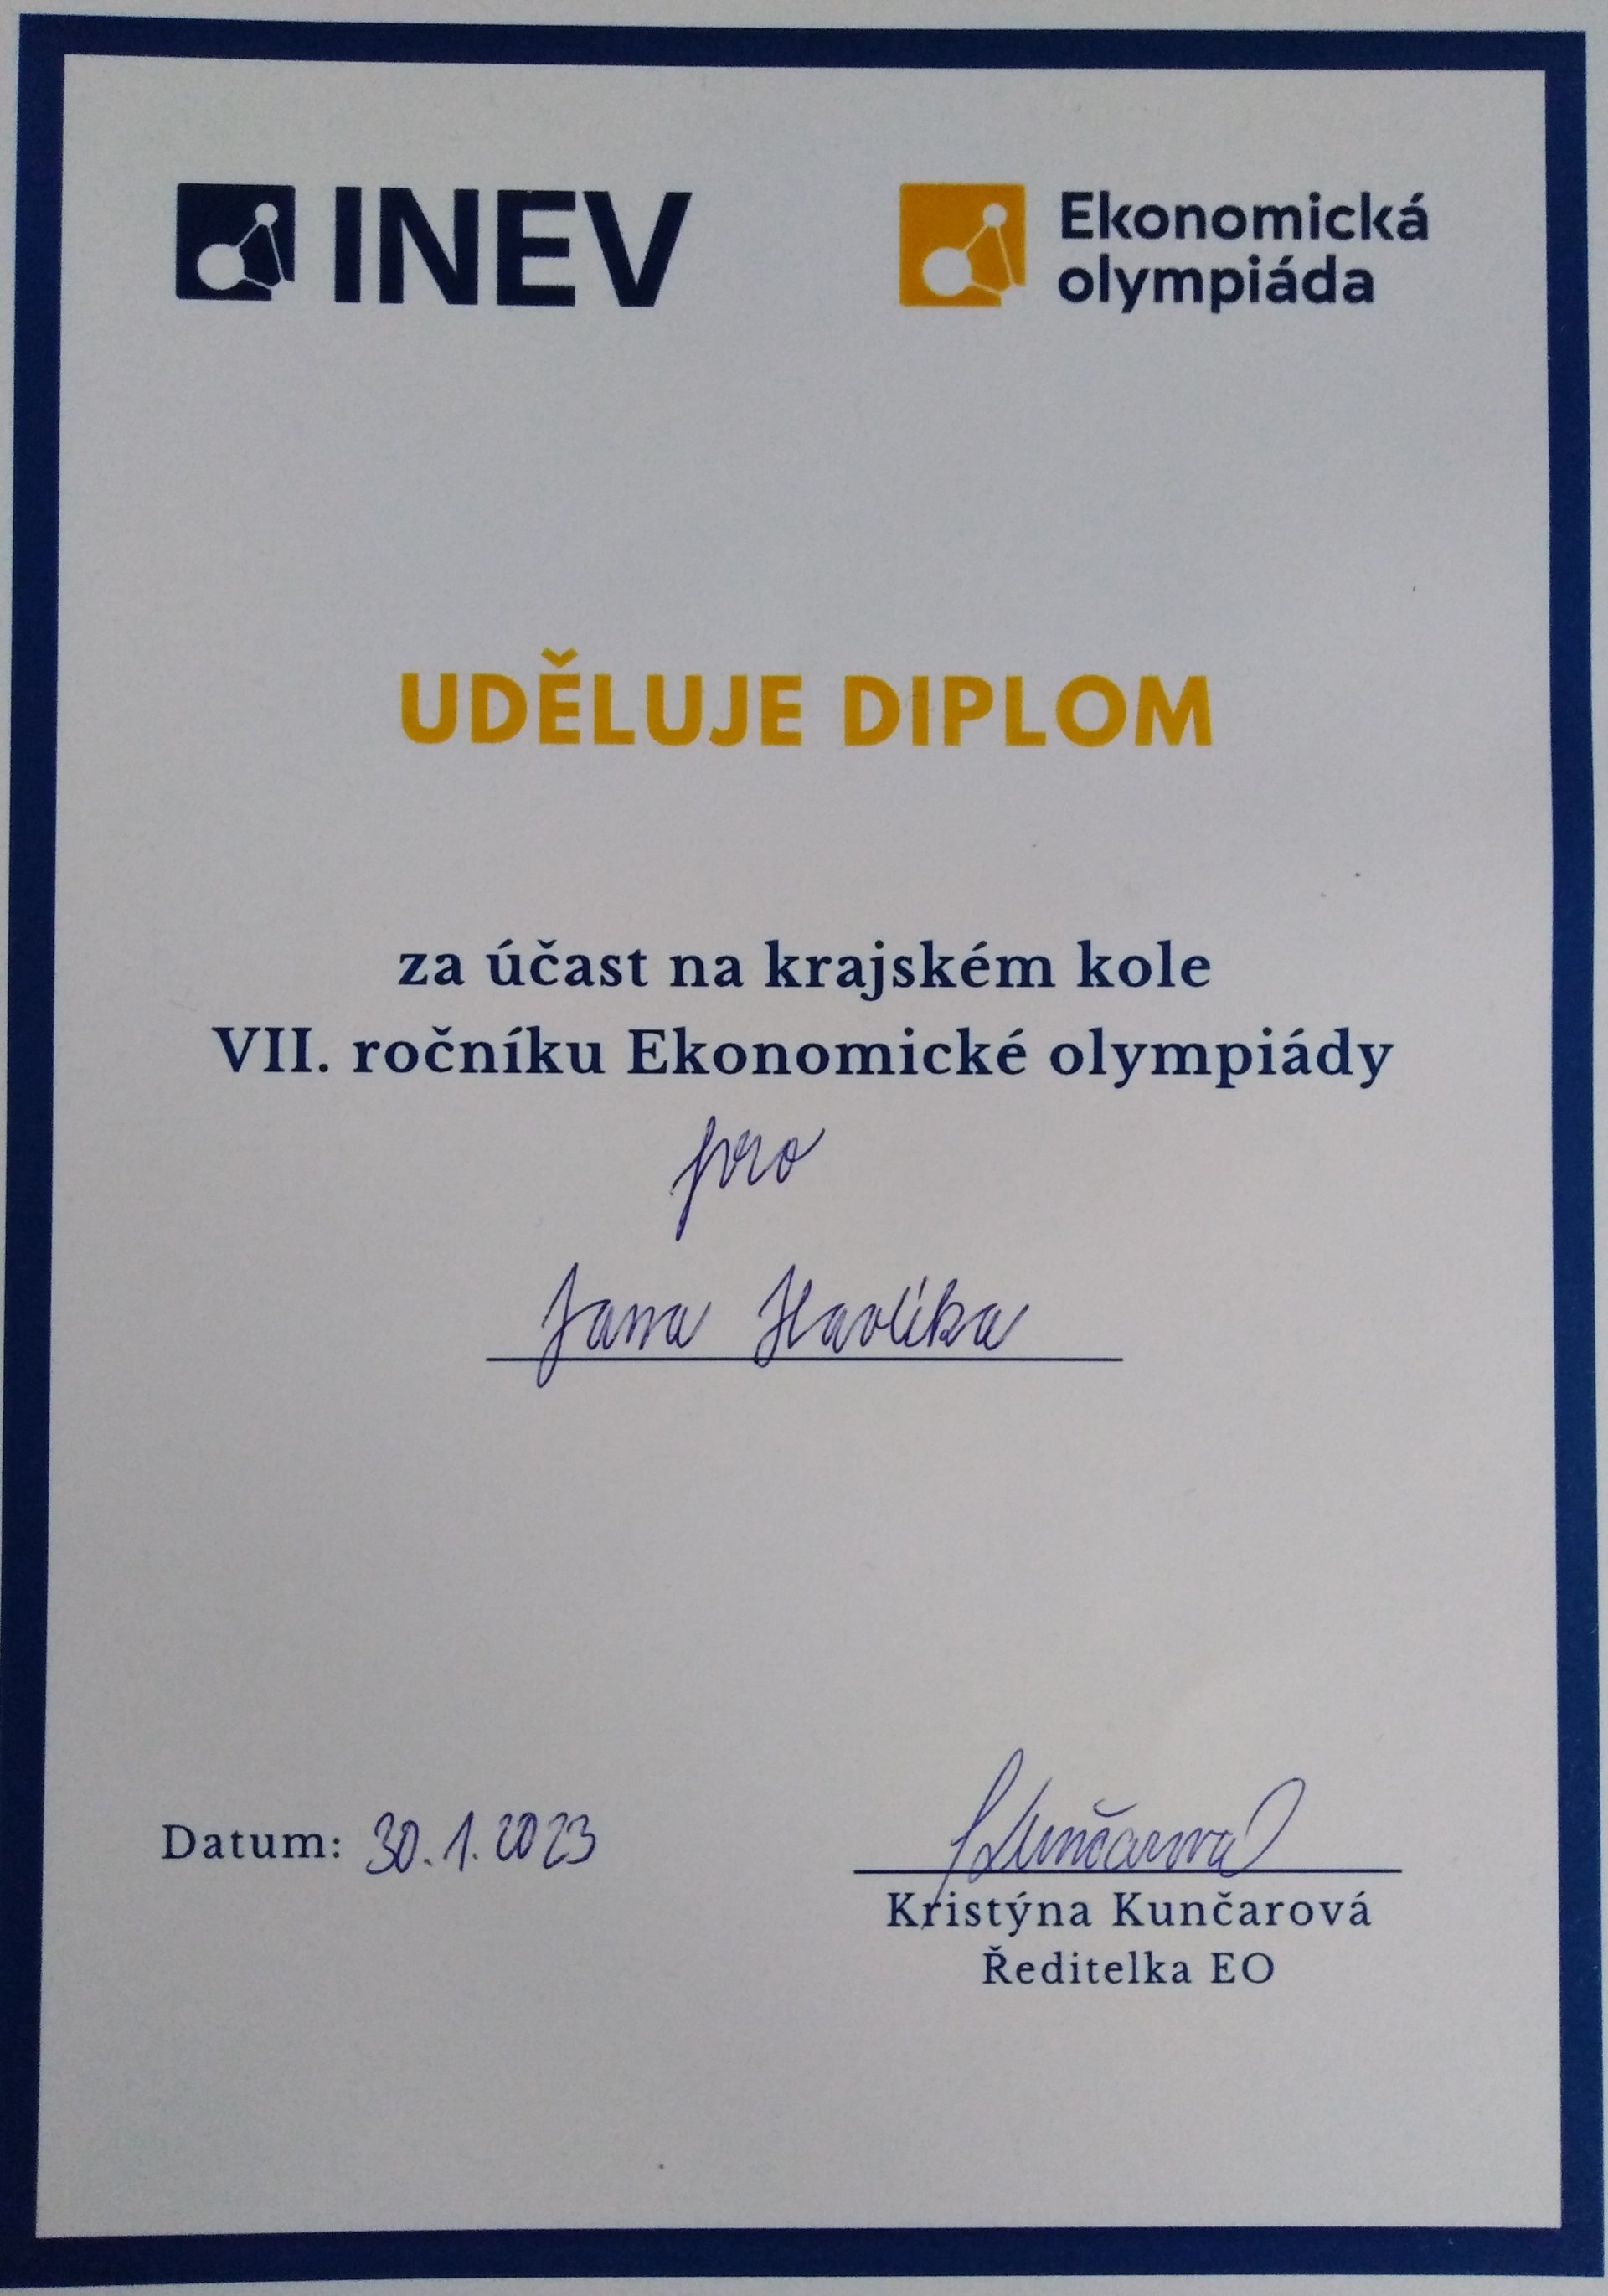 INEV
Ekonomická
olympiáda
UDĚLUJE DIPLOM
za účast na krajském kole
VII. ročníku Ekonomické olympiády
pro
Jana Havlíka
Datum: 30.1.2023
Kunčarová
Kristýna Kunčarová
Ředitelka EO